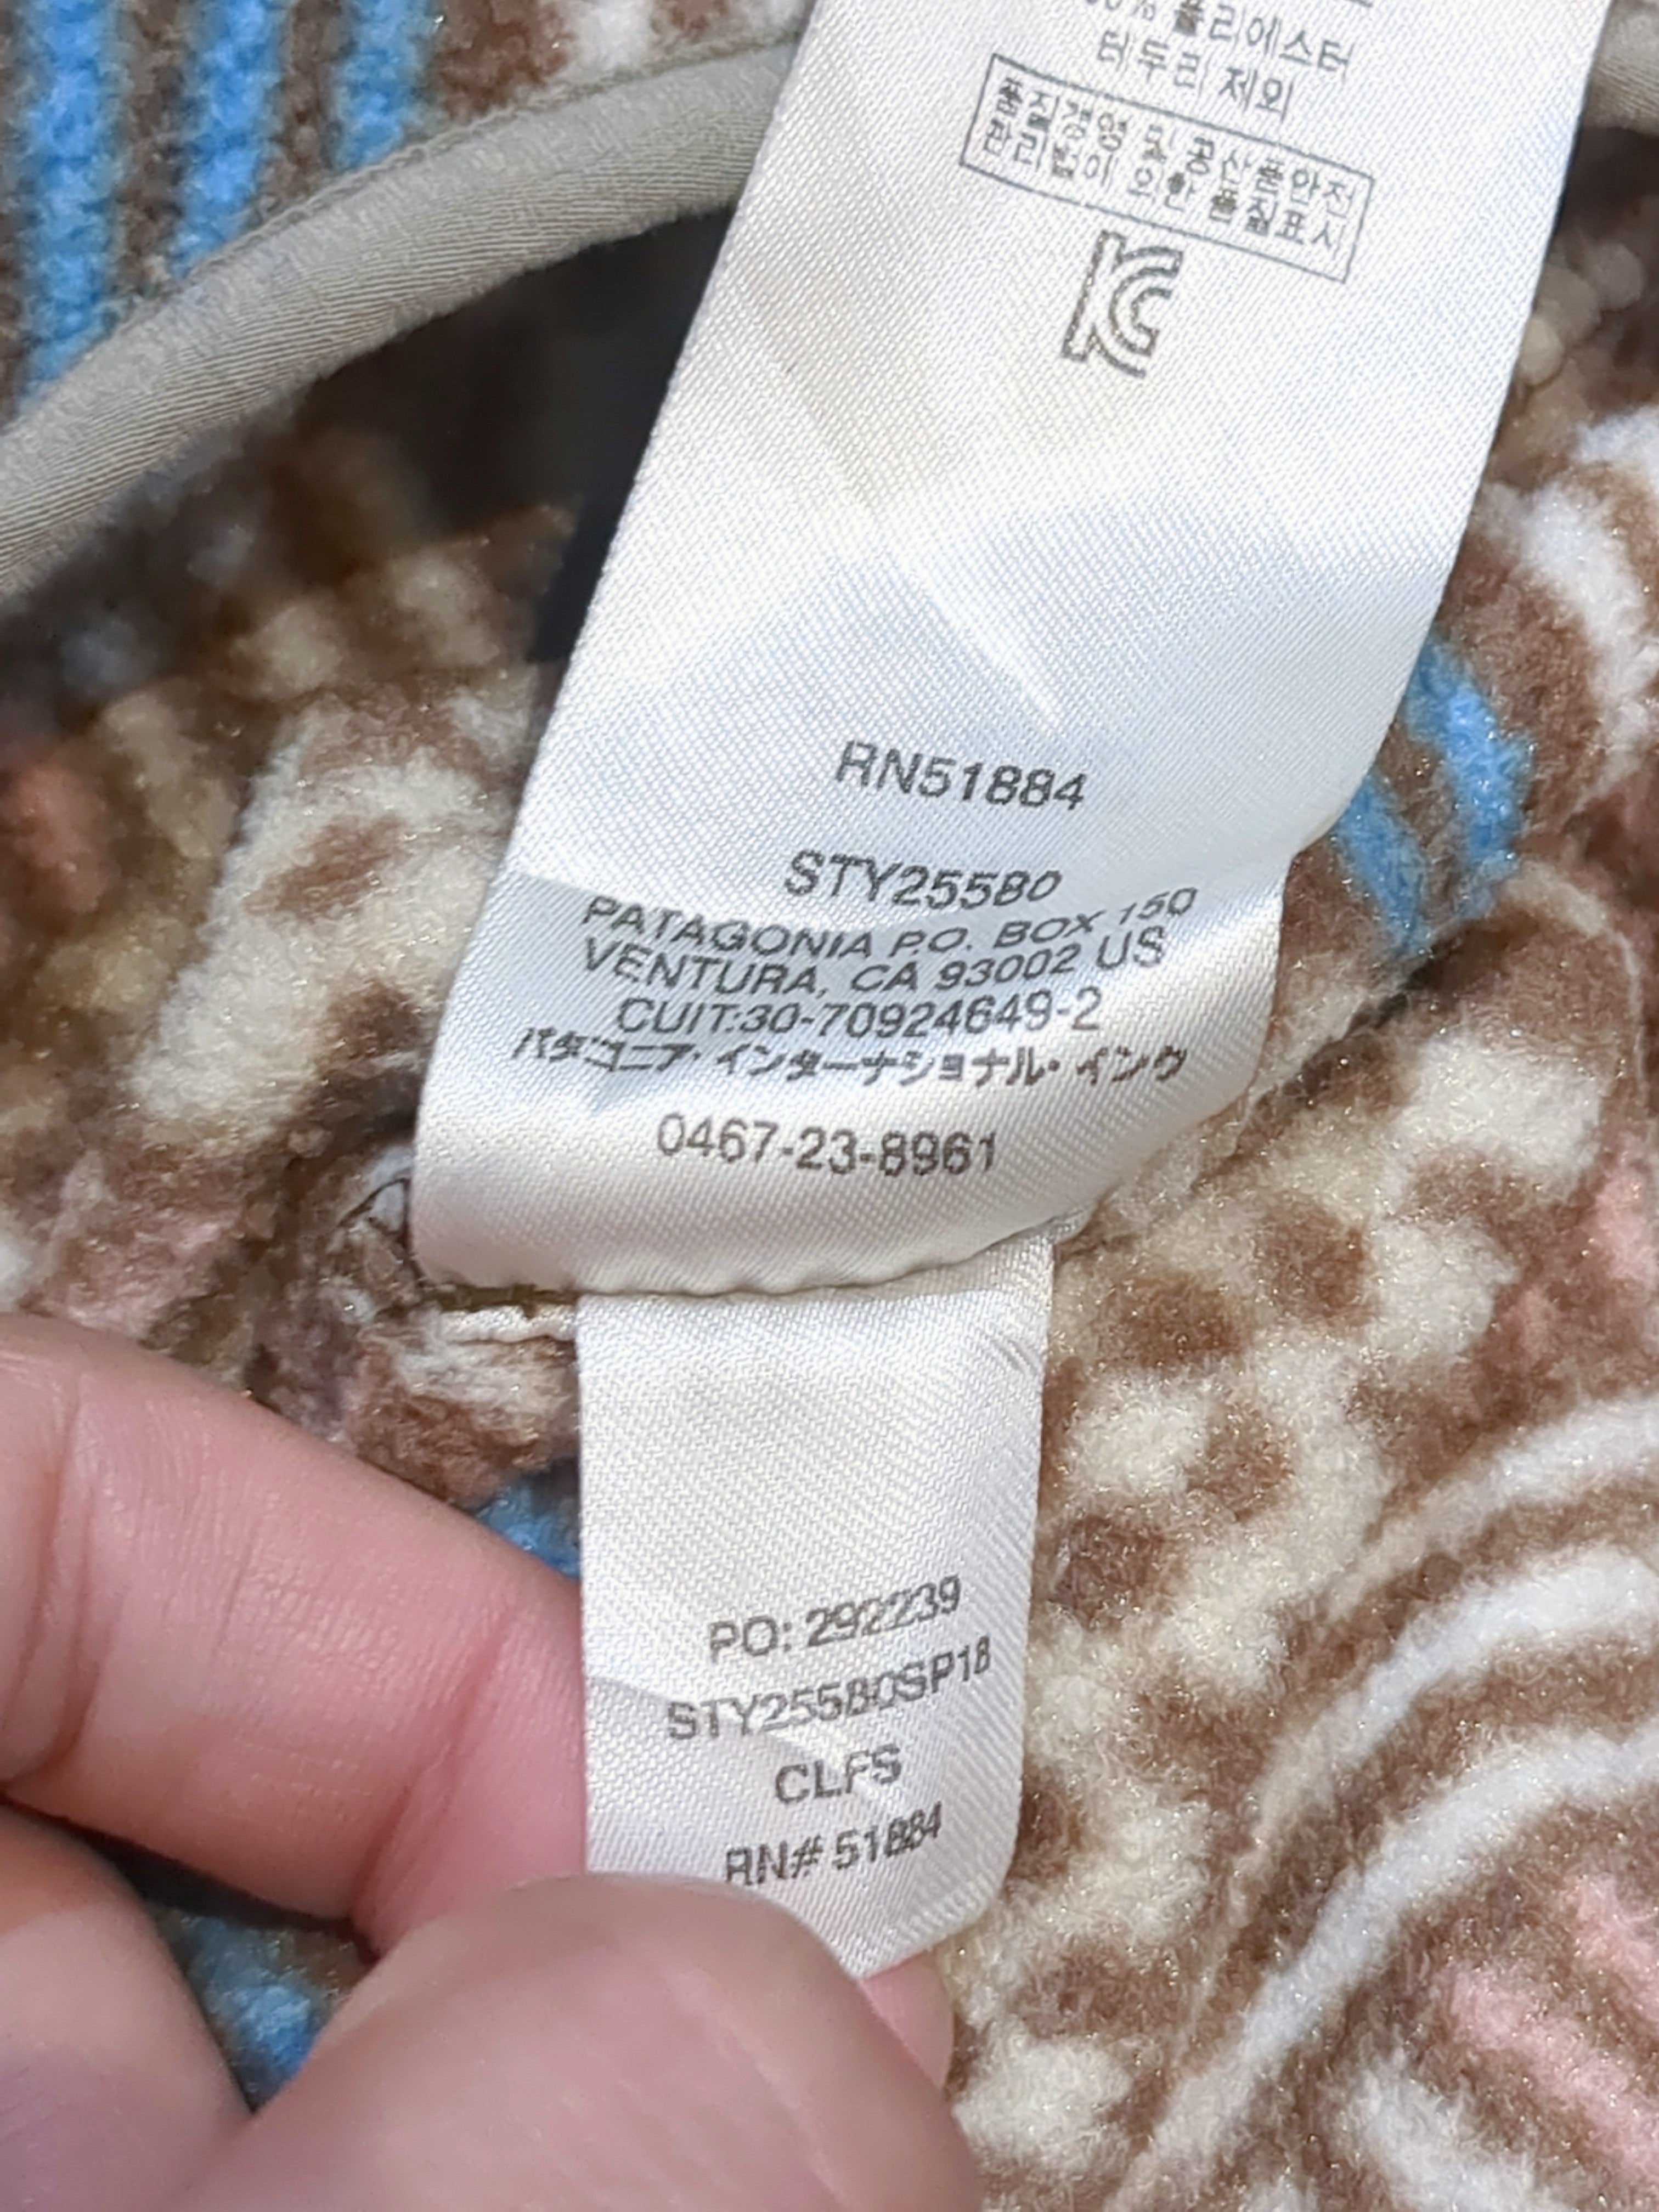 폴리에스터
테두리 제외
품질경영 및 공산품안전
관리법에 의한 품질표시
RN51884
STY25580
PATAGONIA P.O. BOX 150
VENTURA, CA 93002 US
CUIT:30-70924649-2
パタゴニア・インターナショナル・インク
0467-23-8961
PO: 292239
STY25580SP18
CLFS
RN# 51884